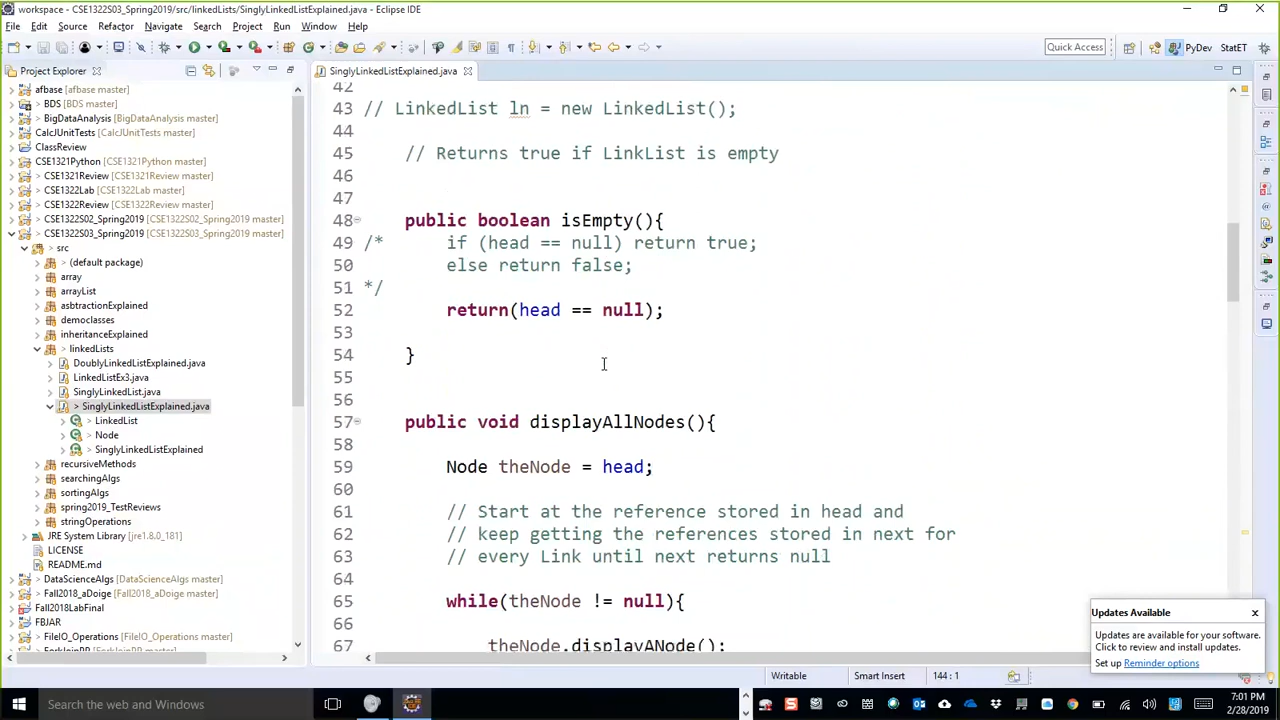 workspace - CSE1322S03_Spring2019/src/linkedLists/SinglyLinkedListExplained.java - Eclipse IDE
File Edit Source Refactor Navigate Search Project Run Window Help
Quick Access
PyDev
StatET
Project Explorer
afbase [afbase master]
> BDS [BDS master]
> BigDataAnalysis [BigDataAnalysis master]
CalcJUnitTests [CalcJUnitTests master]
ClassReview
CSE1321Python [CSE1321Python master]
> CSE1321Review [CSE1321Review master]
> CSE1322Lab [CSE1322Lab master]
> CSE1322Review [CSE1322Review master]
> CSE1322S02_Spring2019 [CSE1322S02_Spring2019 master]
> CSE1322S03_Spring2019 [CSE1322S03_Spring2019 master]
> src
> (default package)
array
arrayList
asbtractionExplained
democlasses
inheritanceExplained
> linkedLists
DoublyLinkedListExplained.java
LinkedListEx3.java
SinglyLinkedList.java
> SinglyLinkedListExplained.java
> LinkedList
> Node
> SinglyLinkedListExplained
recursiveMethods
searchingAlgs
sortingAlgs
spring2019_TestReviews
stringOperations
JRE System Library [jre1.8.0_181]
LICENSE
README.md
> DataScienceAlgs [DataScienceAlgs master]
> Fall2018_aDoige [Fall2018_aDoige master]
Fall2018LabFinal
FBJAR
> FileIO_Operations [FileIO_Operations master]
SinglyLinkedListExplained.java
42
43 // LinkedList ln = new LinkedList();
44
45 // Returns true if LinkList is empty
46
47
48 public boolean isEmpty(){
49 /* if (head == null) return true;
50 else return false;
51 */
52 return(head == null);
53
54 }
55
56
57 public void displayAllNodes(){
58
59 Node theNode = head;
60
61 // Start at the reference stored in head and
62 // keep getting the references stored in next for
63 // every Link until next returns null
64
65 while(theNode != null){
66
67 theNode.displayANode();
Updates Available
Updates are available for your software.
Click to review and install updates.
Set up Reminder options
Writable
Smart Insert
144 : 1
Search the web and Windows
7:01 PM
2/28/2019